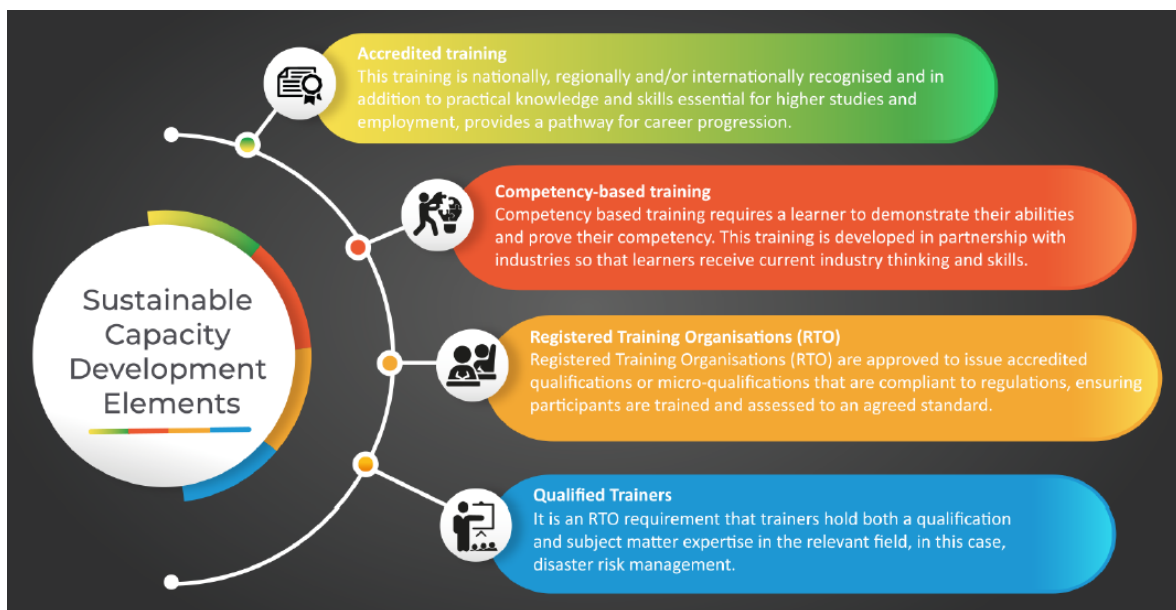 Sustainable
Capacity
Development
Elements
Accredited training
This training is nationally, regionally and/or internationally recognised and in
addition to practical knowledge and skills essential for higher studies and
employment, provides a pathway for career progression.
Competency-based training
Competency based training requires a learner to demonstrate their abilities
and prove their competency. This training is developed in partnership with
industries so that learners receive current industry thinking and skills.
Registered Training Organisations (RTO)
Registered Training Organisations (RTO) are approved to issue accredited
qualifications or micro-qualifications that are compliant to regulations, ensuring
participants are trained and assessed to an agreed standard.
Qualified Trainers
It is an RTO requirement that trainers hold both a qualification
and subject matter expertise in the relevant field, in this case,
disaster risk management.